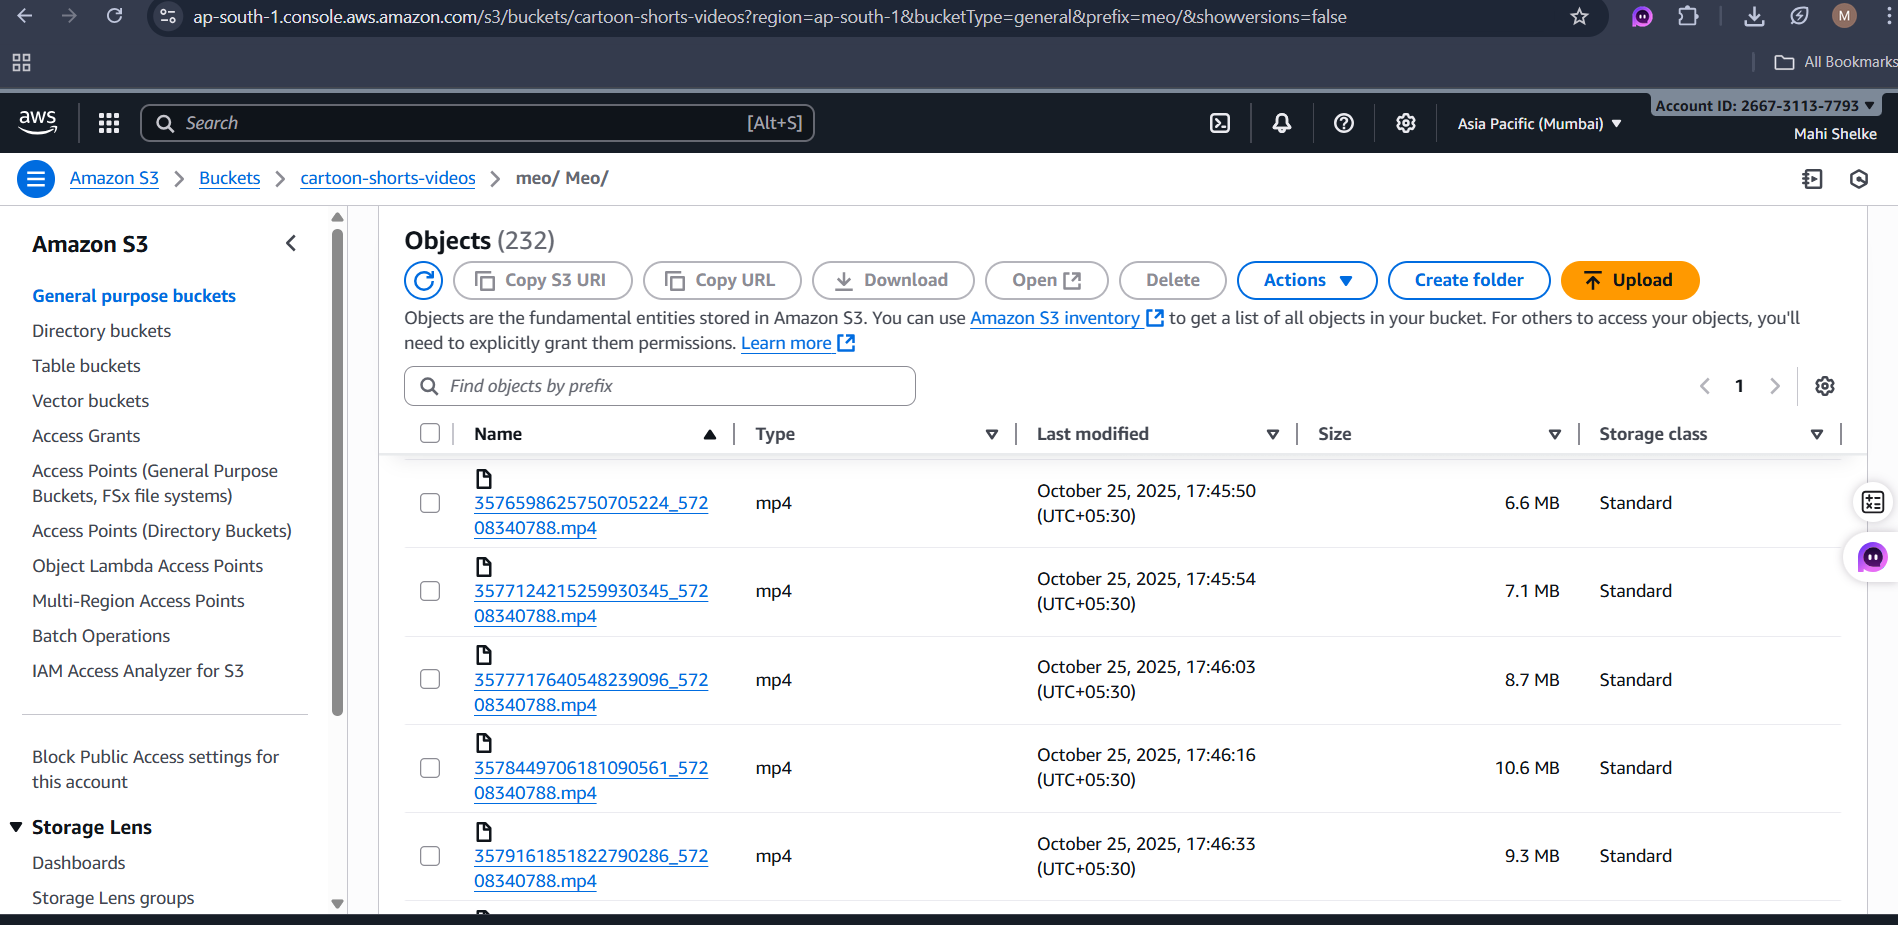 ap-south-1.console.aws.amazon.com/s3/buckets/cartoon-shorts-videos?region=ap-south-1&bucketType=general&prefix=meo/&showversions=false
M
All Bookmarks
aws
Search
[Alt+S]
Asia Pacific (Mumbai)
Account ID: 2667-3113-7793
Mahi Shelke
Amazon S3
Buckets
cartoon-shorts-videos
meo/ Meo/
Amazon S3
General purpose buckets
Directory buckets
Table buckets
Vector buckets
Access Grants
Access Points (General Purpose
Buckets, FSx file systems)
Access Points (Directory Buckets)
Object Lambda Access Points
Multi-Region Access Points
Batch Operations
IAM Access Analyzer for S3
Block Public Access settings for
this account
Storage Lens
Dashboards
Storage Lens groups
Objects (232)
Copy S3 URI
Copy URL
Download
Open
Delete
Actions
Create folder
Upload
Objects are the fundamental entities stored in Amazon S3. You can use Amazon S3 inventory to get a list of all objects in your bucket. For others to access your objects, you'll
need to explicitly grant them permissions. Learn more
Find objects by prefix
1
Name Type Last modified Size Storage class
3576598625750705224_572
08340788.mp4
mp4
October 25, 2025, 17:45:50
(UTC+05:30)
6.6 MB
Standard
3577124215259930345_572
08340788.mp4
mp4
October 25, 2025, 17:45:54
(UTC+05:30)
7.1 MB
Standard
3577717640548239096_572
08340788.mp4
mp4
October 25, 2025, 17:46:03
(UTC+05:30)
8.7 MB
Standard
3578449706181090561_572
08340788.mp4
mp4
October 25, 2025, 17:46:16
(UTC+05:30)
10.6 MB
Standard
3579161851822790286_572
08340788.mp4
mp4
October 25, 2025, 17:46:33
(UTC+05:30)
9.3 MB
Standard